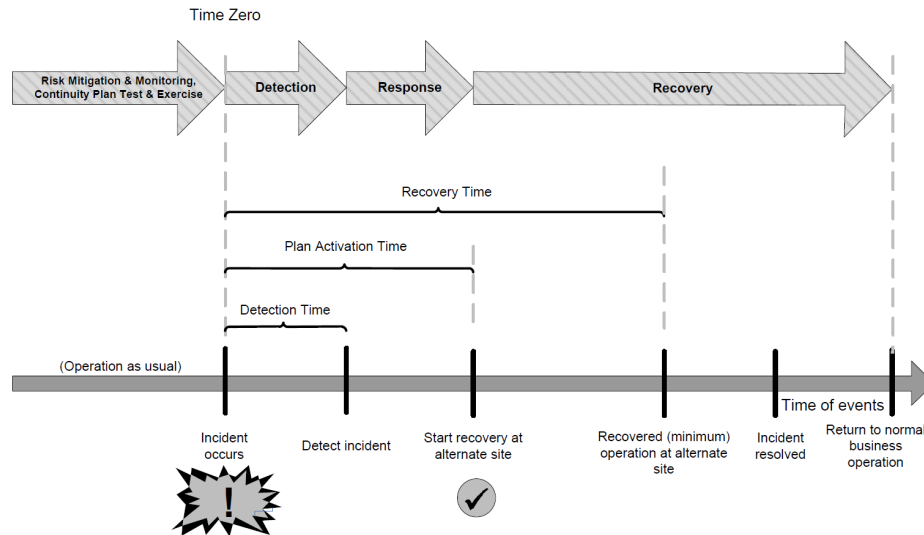 Time Zero
Risk Mitigation & Monitoring,
Continuity Plan Test & Exercise
Detection
Response
Recovery
Recovery Time
Plan Activation Time
Detection Time
(Operation as usual)
Time of events
Incident
occurs
Detect incident
Start recovery at
alternate site
Recovered (minimum)
operation at alternate
site
Incident
resolved
Return to normal
business
operation
!